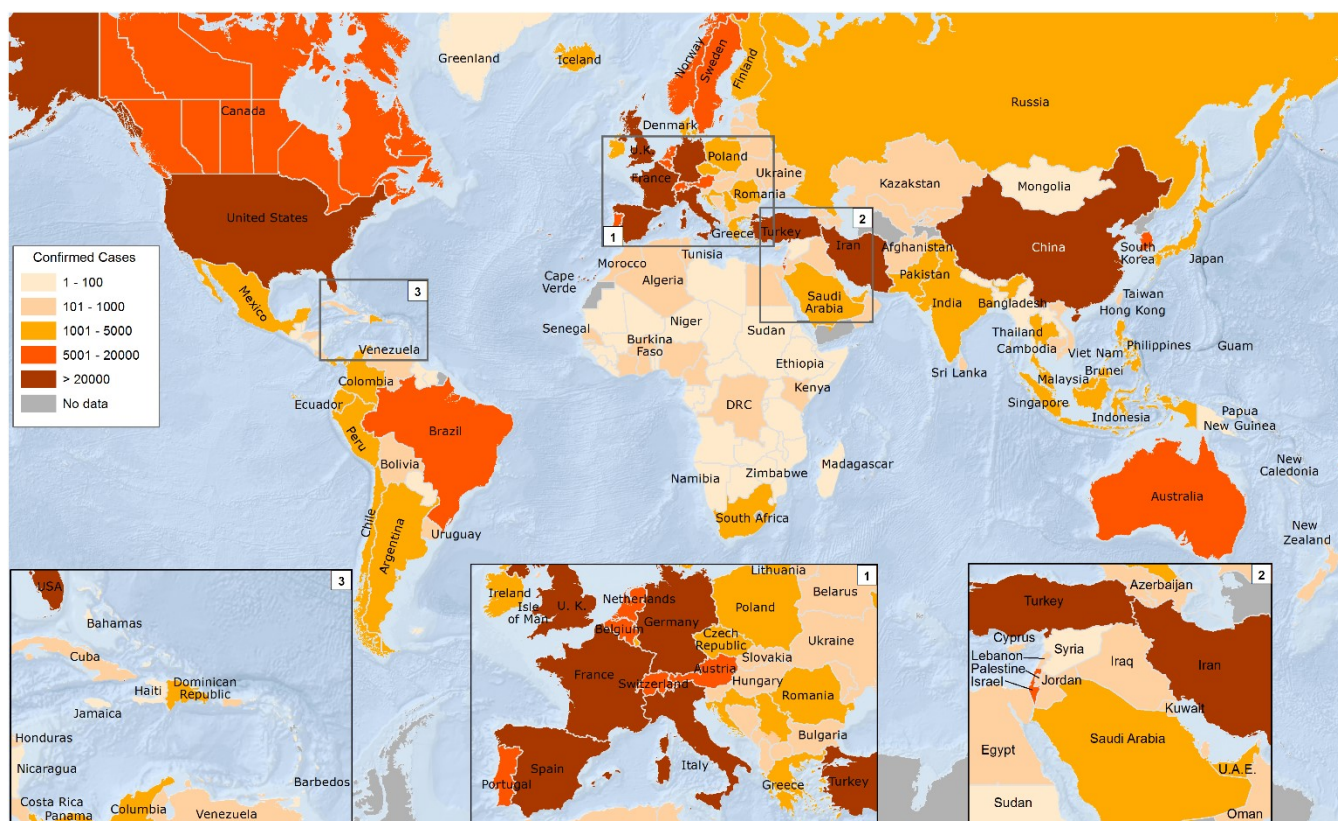 Greenland
Iceland
Norway
Sweden
Finland
Russia
Canada
Denmark
U.K.
Poland
Ukraine
Kazakstan
Mongolia
France
Romania
United States
1
Greece
Turkey
2
Iran
Afghanistan
China
South
Korea
Japan
Confirmed Cases
1 - 100
101 - 1000
1001 - 5000
5001 - 20000
> 20000
No data
Mexico
3
Cape
Verde
Morocco
Tunisia
Algeria
Saudi
Arabia
Pakistan
India
Bangladesh
Taiwan
Hong Kong
Senegal
Niger
Burkina
Faso
Sudan
Ethiopia
Thailand
Cambodia
Viet Nam
Philippines
Guam
Venezuela
Colombia
Ecuador
Peru
Brazil
Bolivia
DRC
Kenya
Sri Lanka
Malaysia
Brunei
Singapore
Indonesia
Papua
New Guinea
Namibia
Zimbabwe
Madagascar
South Africa
Chile
Argentina
Uruguay
Australia
New
Caledonia
New
Zealand
3
USA
Bahamas
Cuba
Haiti
Dominican
Republic
Jamaica
Honduras
Nicaragua
Barbedos
Costa Rica
Panama
Columbia
Venezuela
1
Lithuania
Ireland
Isle
of Man
U. K.
Netherlands
Belgium
Germany
Poland
Belarus
Czech
Republic
Ukraine
Slovakia
Austria
France
Switzerland
Hungary
Romania
Bulgaria
Portugal
Spain
Italy
Greece
Turkey
2
Azerbaijan
Turkey
Cyprus
Syria
Lebanon
Palestine
Israel
Jordan
Iraq
Iran
Kuwait
Egypt
Saudi Arabia
U.A.E.
Sudan
Oman